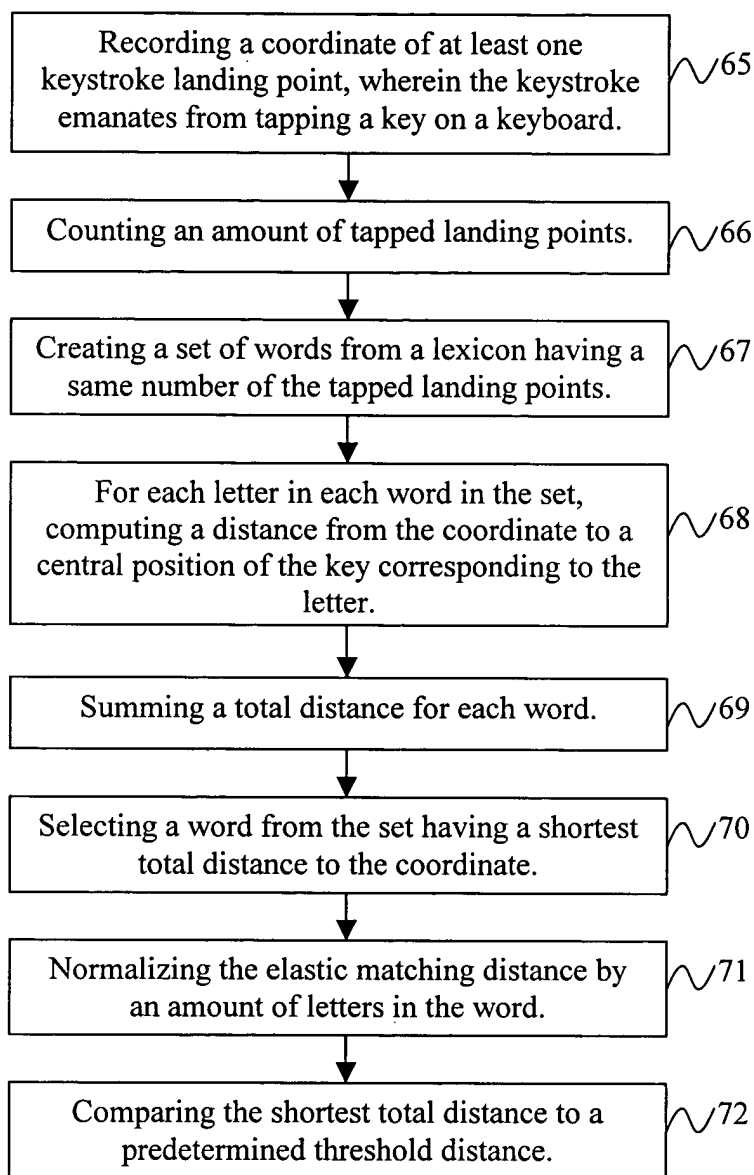 Recording a coordinate of at least one
keystroke landing point, wherein the keystroke
emanates from tapping a key on a keyboard.
65
Counting an amount of tapped landing points.
66
Creating a set of words from a lexicon having a
same number of the tapped landing points.
67
For each letter in each word in the set,
computing a distance from the coordinate to a
central position of the key corresponding to the
letter.
68
Summing a total distance for each word.
69
Selecting a word from the set having a shortest
total distance to the coordinate.
70
Normalizing the elastic matching distance by
an amount of letters in the word.
71
Comparing the shortest total distance to a
predetermined threshold distance.
72